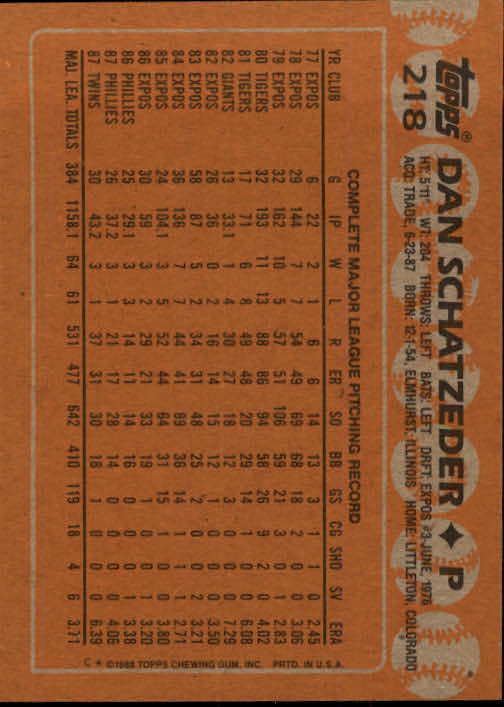 topps® DAN SCHATZEDER ♦ P
218 HT: 5'11" WT: 204 THROWS: LEFT BATS: LEFT DRFT: EXPOS #3-JUNE, 1976
ACQ: TRADE, 6-23-87 BORN: 12-1-54, ELMHURST, ILLINOIS HOME: LITTLETON, COLORADO
COMPLETE MAJOR LEAGUE PITCHING RECORD
YR CLUB G IP W L R ER SO BB GS CG SHO SV ERA
77 EXPOS 6 22 2 1 6 6 14 13 3 1 1 0 2.45
78 EXPOS 29 144 7 7 54 49 69 68 18 2 0 0 3.06
79 EXPOS 32 162 10 5 57 51 106 59 21 3 0 1 2.83
80 TIGERS 32 193 11 13 88 86 94 58 26 9 2 0 4.02
81 TIGERS 17 71 6 8 49 48 20 29 14 1 0 0 6.08
82 GIANTS 13 33.1 1 4 30 27 18 12 3 0 0 0 7.29
82 EXPOS 26 36 0 2 16 14 15 12 1 0 0 0 3.50
83 EXPOS 58 87 5 2 34 31 48 25 2 0 0 2 3.21
84 EXPOS 36 136 7 7 44 41 89 36 14 1 1 1 2.71
85 EXPOS 24 104.1 3 5 52 44 64 31 15 1 0 0 3.80
86 EXPOS 30 59 3 2 29 21 33 19 1 0 0 1 3.20
86 PHILLIES 25 29.1 3 3 14 11 14 16 0 0 0 1 3.38
87 PHILLIES 26 37.2 3 1 21 17 28 14 0 0 0 0 4.06
87 TWINS 30 43.2 3 1 37 31 30 18 1 0 0 0 6.39
MAJ. LEA. TOTALS 384 1158.1 64 61 531 477 642 410 119 18 4 6 3.71
C * ©1988 TOPPS CHEWING GUM, INC. PRTD. IN U.S.A.